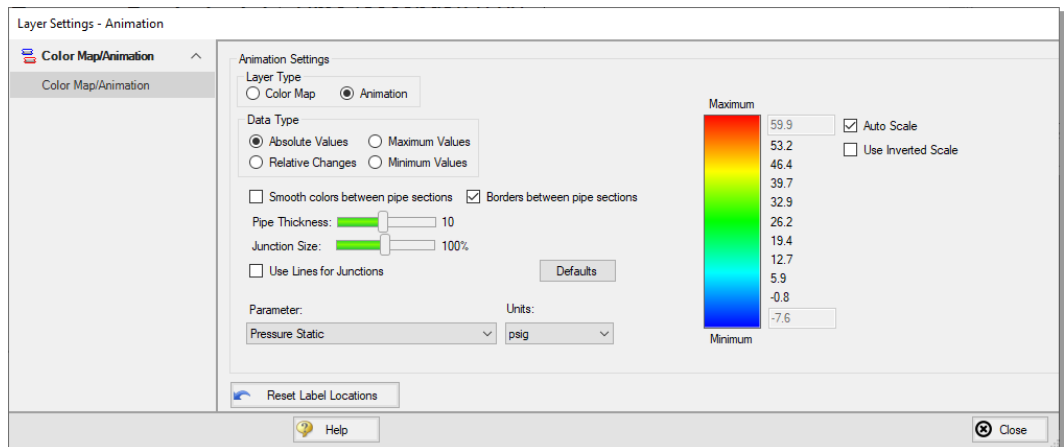 Layer Settings - Animation
Color Map/Animation
Color Map/Animation
Animation Settings
Layer Type
Color Map
Animation
Data Type
Absolute Values
Maximum Values
Relative Changes
Minimum Values
Smooth colors between pipe sections
Borders between pipe sections
Pipe Thickness:
10
Junction Size:
100%
Use Lines for Junctions
Defaults
Parameter:
Units:
Pressure Static
psig
Reset Label Locations
Maximum
59.9
53.2
46.4
39.7
32.9
26.2
19.4
12.7
5.9
-0.8
-7.6
Minimum
Auto Scale
Use Inverted Scale
Help
Close